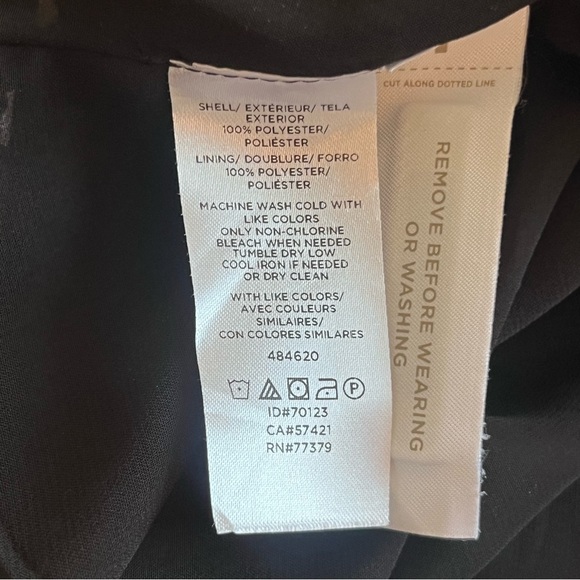 SHELL/ EXTÉRIEUR/ TELA
EXTERIOR
100% POLYESTER/
POLIÉSTER
LINING/ DOUBLURE/ FORRO
100% POLYESTER/
POLIÉSTER
MACHINE WASH COLD WITH
LIKE COLORS
ONLY NON-CHLORINE
BLEACH WHEN NEEDED
TUMBLE DRY LOW
COOL IRON IF NEEDED
OR DRY CLEAN
WITH LIKE COLORS/
AVEC COULEURS
SIMILAIRES/
CON COLORES SIMILARES
484620
P
ID#70123
CA#57421
RN#77379
CUT ALONG DOTTED LINE
REMOVE BEFORE WEARING
OR WASHING